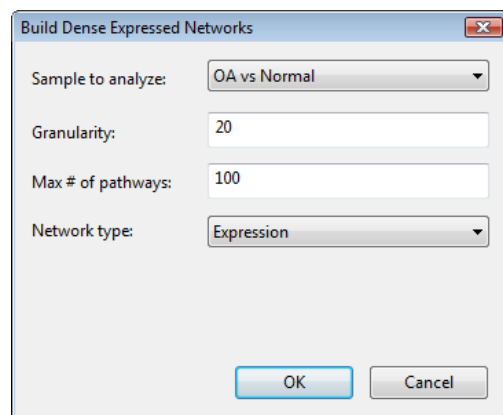 Build Dense Expressed Networks
Sample to analyze: OA vs Normal
Granularity: 20
Max # of pathways: 100
Network type: Expression
OK Cancel